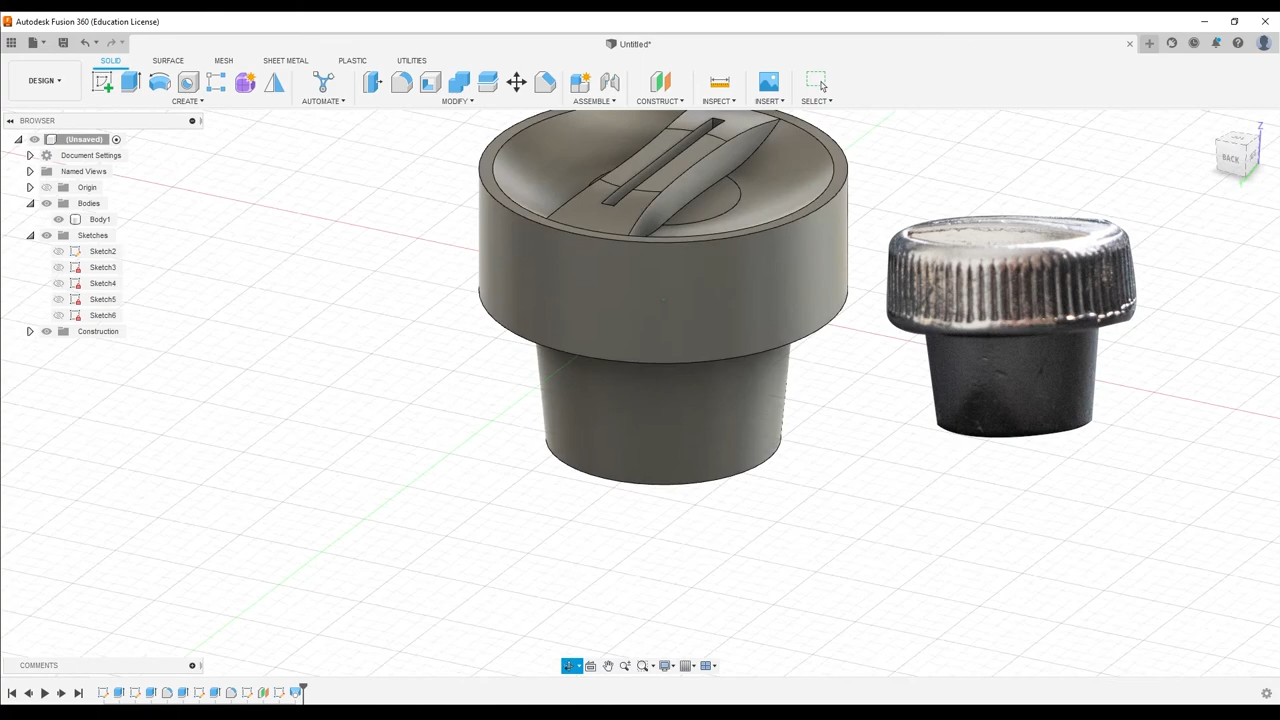 Autodesk Fusion 360 (Education License)
Untitled*
SOLID SURFACE MESH SHEET METAL PLASTIC UTILITIES
DESIGN
CREATE AUTOMATE MODIFY ASSEMBLE CONSTRUCT INSPECT INSERT SELECT
BROWSER
(Unsaved)
Document Settings
Named Views
Origin
Bodies
Body1
Sketches
Sketch2
Sketch3
Sketch4
Sketch5
Sketch6
Construction
Z
BACK
COMMENTS